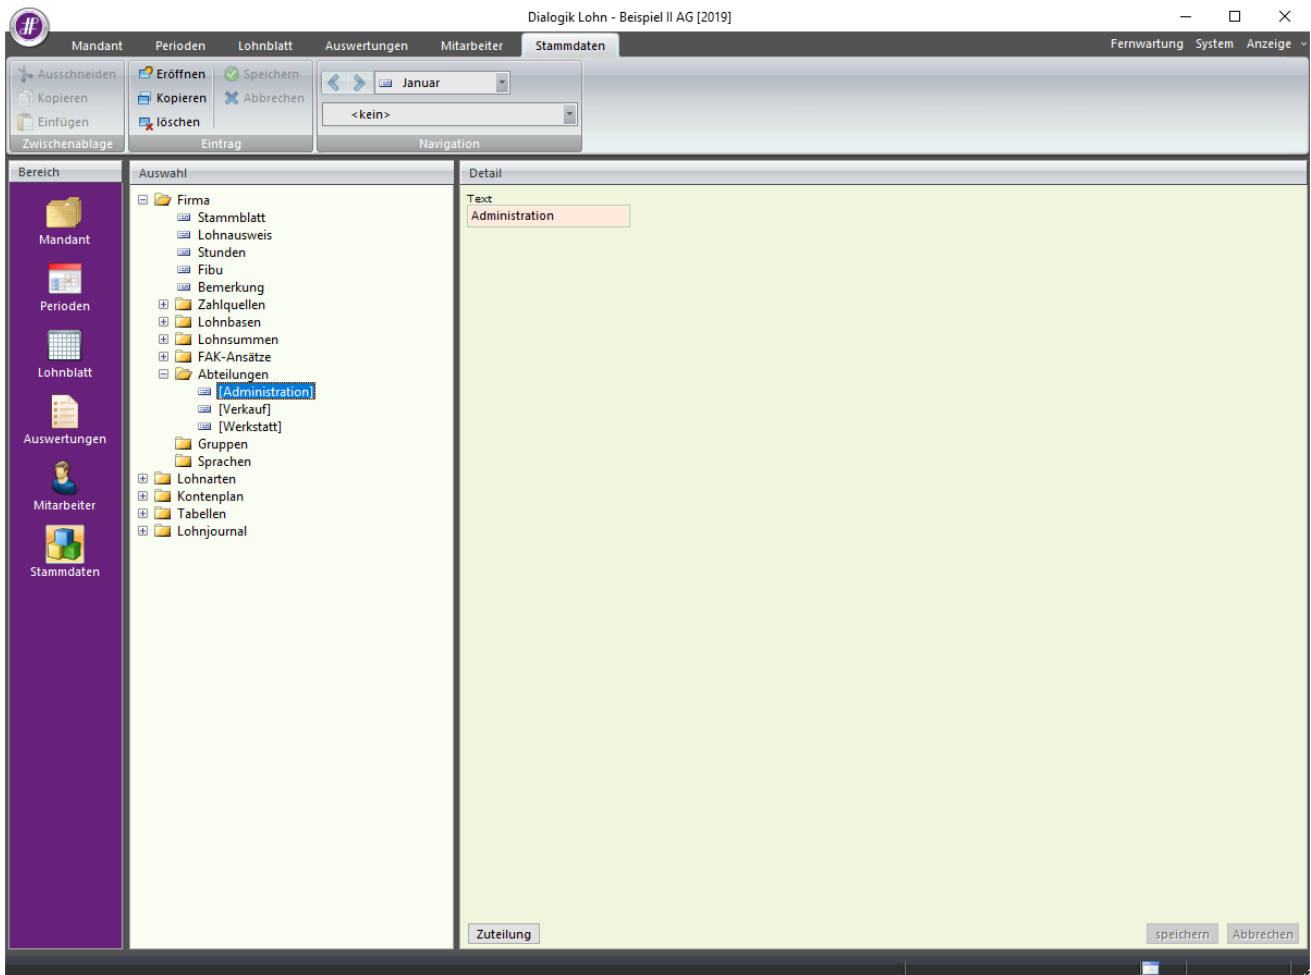 Dialogik Lohn - Beispiel II AG [2019]
Mandant Perioden Lohnblatt Auswertungen Mitarbeiter Stammdaten Fernwartung System Anzeige
Ausschneiden Eröffnen Speichern
Januar
Kopieren Kopieren Abbrechen
<kein>
Einfügen löschen
Zwischenablage Eintrag Navigation
Bereich Auswahl Detail
Mandant
Perioden
Lohnblatt
Auswertungen
Mitarbeiter
Stammdaten
Firma
Stammblatt
Lohnausweis
Stunden
Fibu
Bemerkung
Zahlquellen
Lohnbasen
Lohnsummen
FAK-Ansätze
Abteilungen
[Administration]
[Verkauf]
[Werkstatt]
Gruppen
Sprachen
Lohnarten
Kontenplan
Tabellen
Lohnjournal
Text
Administration
Zuteilung speichern Abbrechen